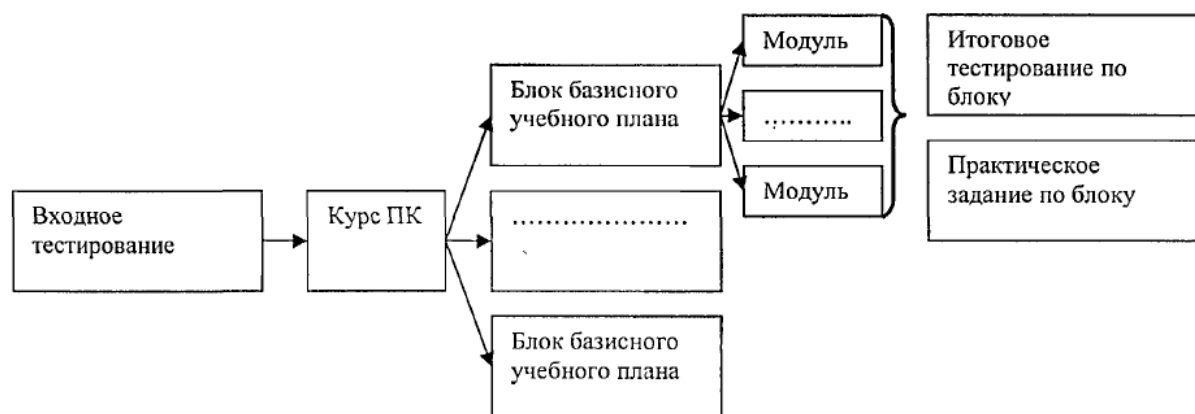 Входное
тестирование
Курс ПК
Блок базисного
учебного плана
.....................
Блок базисного
учебного плана
Модуль
...........
Модуль
Итоговое
тестирование по
блоку
Практическое
задание по блоку